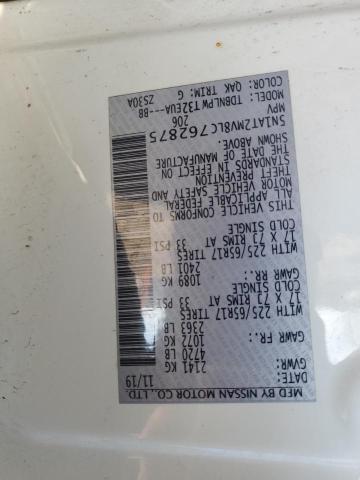 MFD BY NISSAN MOTOR CO., LTD.
DATE: 11/19
GVWR: 2141 KG
4720 LB
GAWR FR.: 1072 KG
2363 LB
WITH 225/65R17 TIRES
17 X 7J RIMS AT 33 PSI
COLD SINGLE
GAWR RR.: 1089 KG
2401 LB
WITH 225/65R17 TIRES
17 X 7J RIMS AT 33 PSI
COLD SINGLE
THIS VEHICLE CONFORMS TO
ALL APPLICABLE FEDERAL
MOTOR VEHICLE SAFETY AND
THEFT PREVENTION
STANDARDS IN EFFECT ON
THE DATE OF MANUFACTURE
SHOWN ABOVE.
5N1AT2MV8LC762875
206
MPV
MODEL: TDBNLPWT32EUA---BB
COLOR: QAK TRIM: G
ZS30A